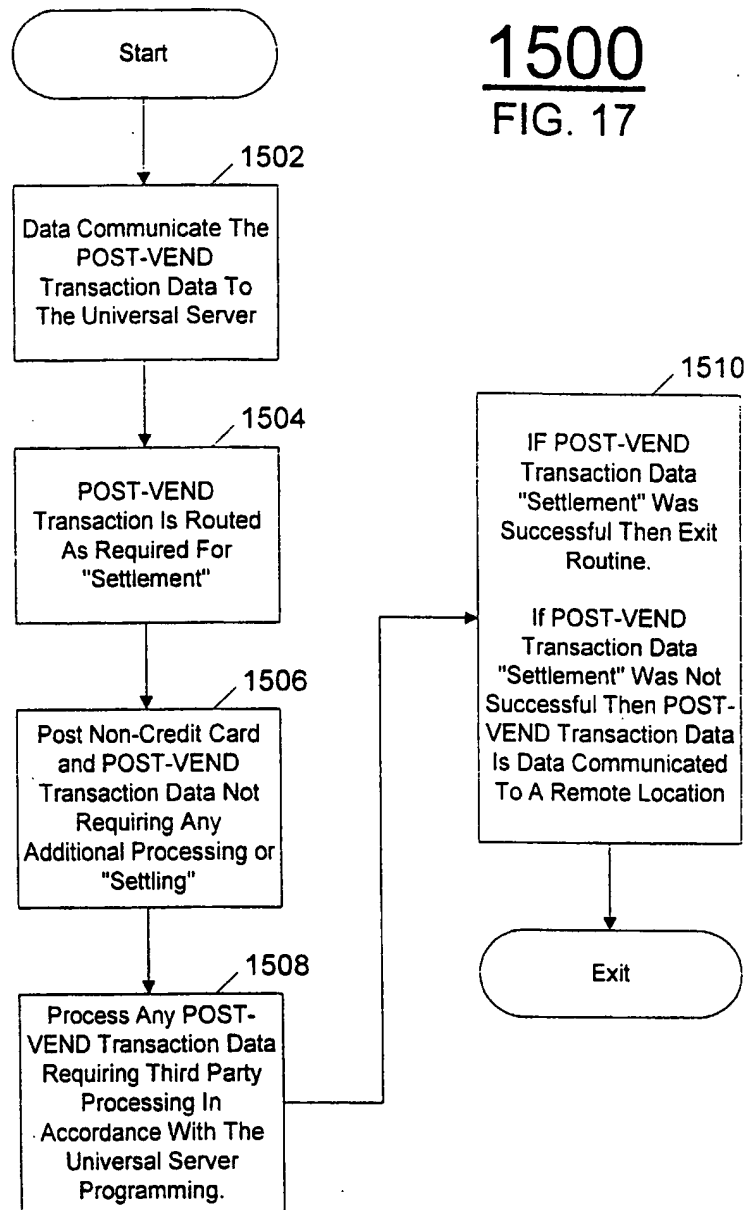 1500
FIG. 17
Start
1502
Data Communicate The
POST-VEND
Transaction Data To
The Universal Server
1504
POST-VEND
Transaction Is Routed
As Required For
"Settlement"
1506
Post Non-Credit Card
and POST-VEND
Transaction Data Not
Requiring Any
Additional Processing or
"Settling"
1508
Process Any POST-
VEND Transaction Data
Requiring Third Party
Processing In
Accordance With The
Universal Server
Programming.
1510
IF POST-VEND
Transaction Data
"Settlement" Was
Successful Then Exit
Routine.
If POST-VEND
Transaction Data
"Settlement" Was Not
Successful Then POST-
VEND Transaction Data
Is Data Communicated
To A Remote Location
Exit